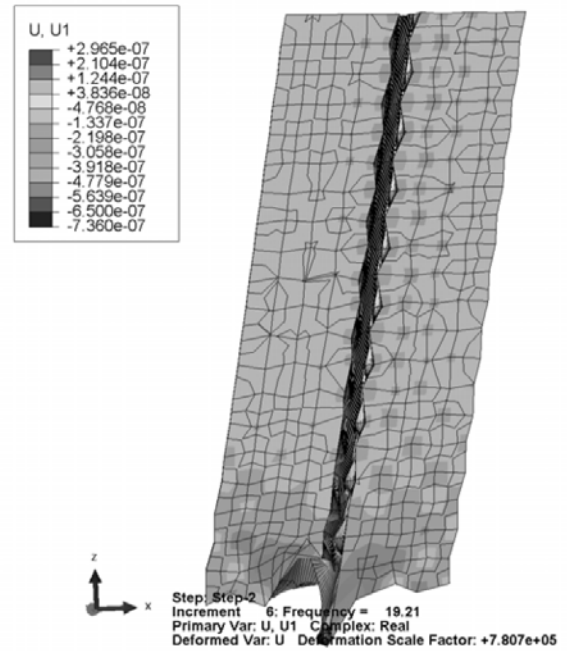 U, U1
+2.965e-07
+2.104e-07
+1.244e-07
+3.836e-08
-4.768e-08
-1.337e-07
-2.198e-07
-3.058e-07
-3.918e-07
-4.779e-07
-5.639e-07
-6.500e-07
-7.360e-07
z
x
Step: Step-2
Increment 6: Frequency = 19.21
Primary Var: U, U1 Complex: Real
Deformed Var: U Deformation Scale Factor: +7.807e+05